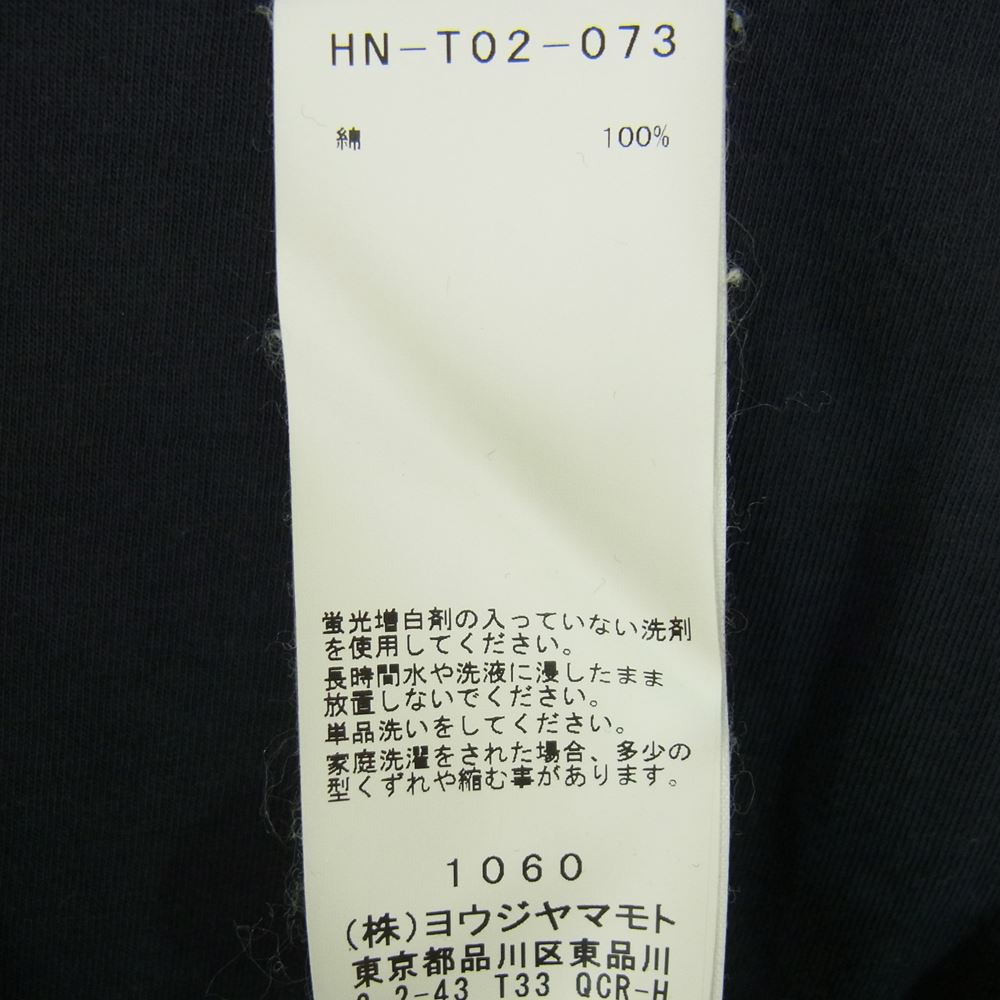 HN-T02-073
綿 100%
蛍光増白剤の入っていない洗剤
を使用してください。
長時間水や洗液に浸したまま
放置しないでください。
単品洗いをしてください。
家庭洗濯をされた場合、多少の
型くずれや縮む事があります。
1060
(株)ヨウジヤマモト
東京都品川区東品川
2-43 T33 QCR-H